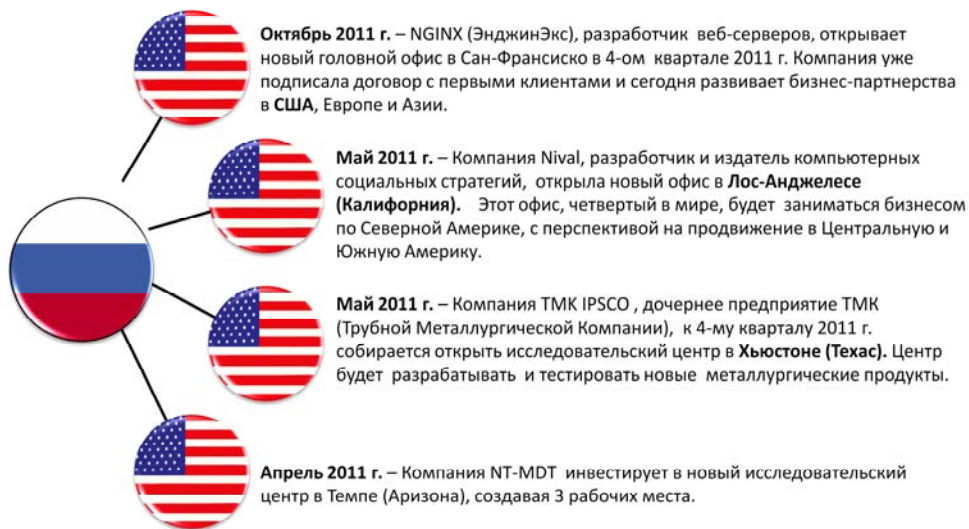 Октябрь 2011 г. – NGINX (ЭнджинЭкс), разработчик веб-серверов, открывает
новый головной офис в Сан-Франсиско в 4-ом квартале 2011 г. Компания уже
подписала договор с первыми клиентами и сегодня развивает бизнес-партнерства
в США, Европе и Азии.
Май 2011 г. – Компания Nival, разработчик и издатель компьютерных
социальных стратегий, открыла новый офис в Лос-Анджелесе
(Калифорния). Этот офис, четвертый в мире, будет заниматься бизнесом
по Северной Америке, с перспективой на продвижение в Центральную и
Южную Америку.
Май 2011 г. – Компания TMK IPSCO , дочернее предприятие ТМК
(Трубной Металлургической Компании), к 4-му кварталу 2011 г.
собирается открыть исследовательский центр в Хьюстоне (Техас). Центр
будет разрабатывать и тестировать новые металлургические продукты.
Апрель 2011 г. – Компания NT-MDT инвестирует в новый исследовательский
центр в Темпе (Аризона), создавая 3 рабочих места.